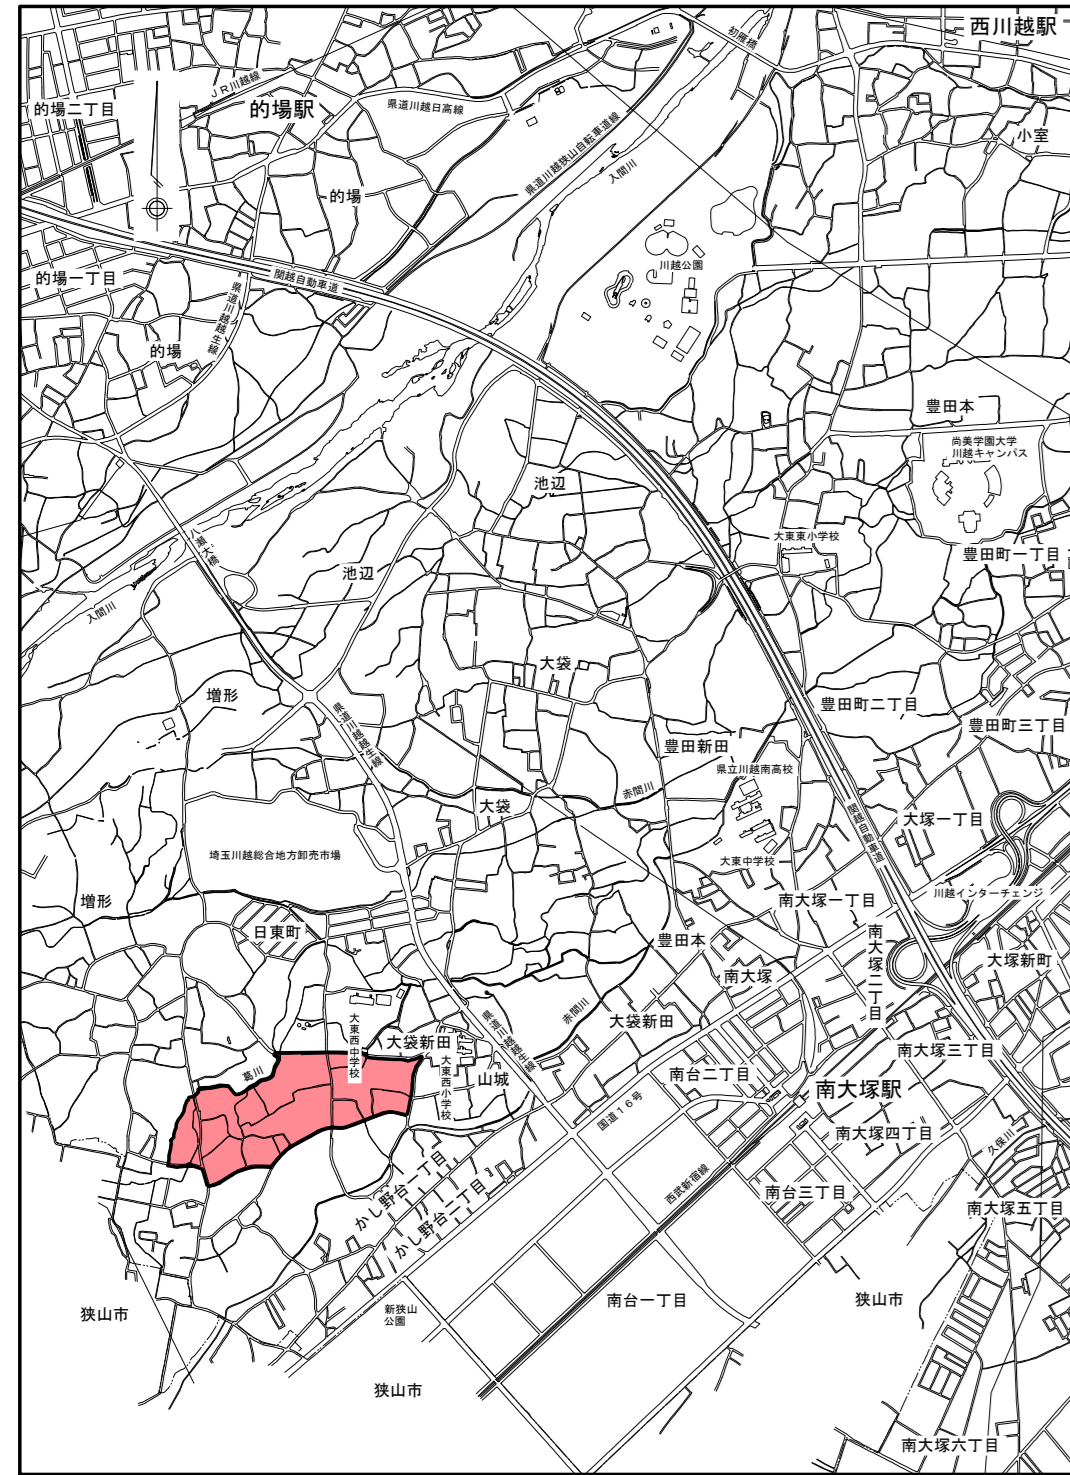 西川越駅
初雁橋
JR川越線
的場二丁目
的場駅
県道川越日高線
小室
県道川越狭山自転車道線
入間川
的場
川越公園
関越自動車道
的場一丁目
県道川越越生線
的場
豊田本
尚美学園大学
川越キャンパス
池辺
八瀬大橋
大東東小学校
豊田町一丁目
池辺
入間川
大袋
増形
豊田町二丁目
県道川越越生線
豊田町三丁目
豊田新田
県立川越南高校
赤間川
大袋
関越自動車道
大塚一丁目
埼玉川越総合地方卸売市場
大東中学校
川越インターチェンジ
増形
南大塚一丁目
日東町
豊田本
南大塚二丁目
大塚新町
南大塚
赤間川
大袋新田
県道川越越生線
大東西中学校
大袋新田
南大塚三丁目
葛川
大東西小学校
山城
南台二丁目
南大塚駅
国道16号
南大塚四丁目
久保川
かし野台一丁目
西武新宿線
南台三丁目
かし野台二丁目
南大塚五丁目
南台一丁目
狭山市
新狭山
公園
狭山市
狭山市
南大塚六丁目